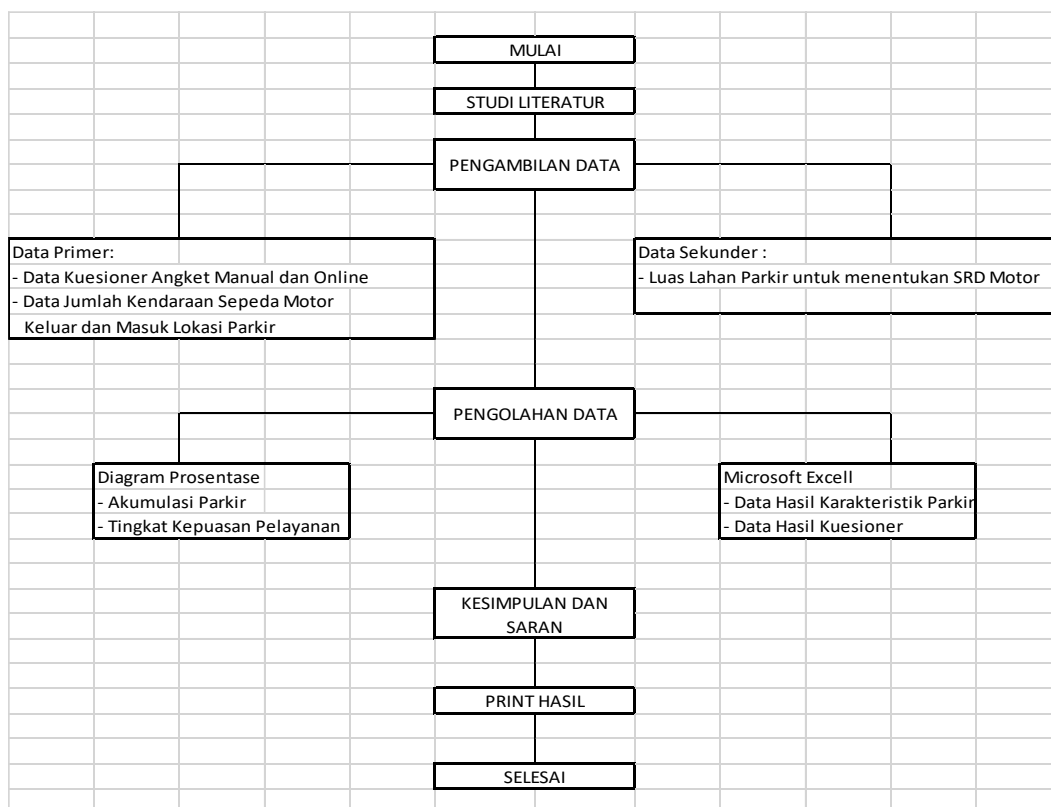 MULAI
STUDI LITERATUR
PENGAMBILAN DATA
Data Primer:
- Data Kuesioner Angket Manual dan Online
- Data Jumlah Kendaraan Sepeda Motor
Keluar dan Masuk Lokasi Parkir
Data Sekunder :
- Luas Lahan Parkir untuk menentukan SRD Motor
PENGOLAHAN DATA
Diagram Prosentase
- Akumulasi Parkir
- Tingkat Kepuasan Pelayanan
Microsoft Excell
- Data Hasil Karakteristik Parkir
- Data Hasil Kuesioner
KESIMPULAN DAN
SARAN
PRINT HASIL
SELESAI